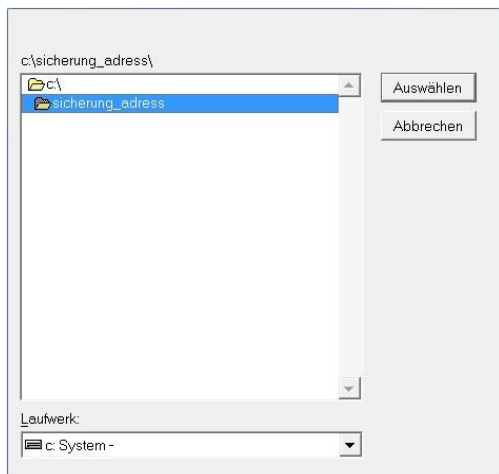 c:\sicherung_adress\
c:\
sicherung_adress
Auswählen
Abbrechen
Laufwerk:
c: System -